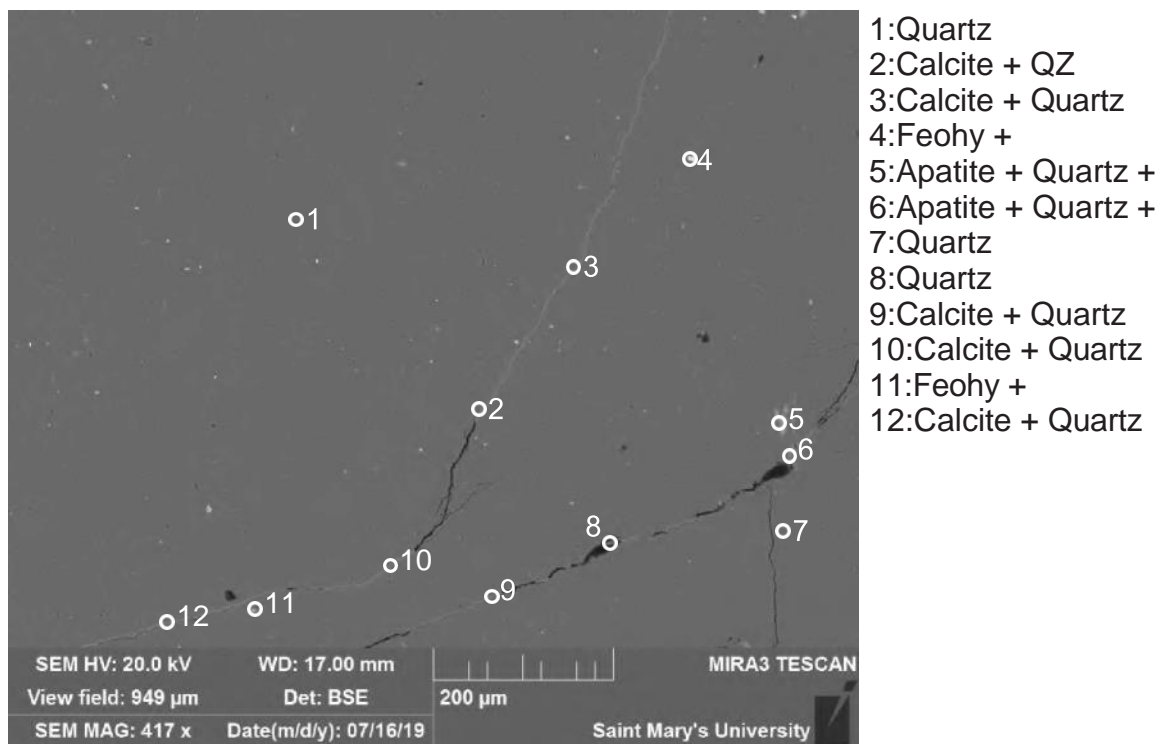 1
2
3
4
5
6
7
8
9
10
11
12
SEM HV: 20.0 kV
WD: 17.00 mm
MIRA3 TESCAN
View field: 949 µm
Det: BSE
200 µm
SEM MAG: 417 x
Date(m/d/y): 07/16/19
Saint Mary's University
1:Quartz
2:Calcite + QZ
3:Calcite + Quartz
4:Feohy +
5:Apatite + Quartz +
6:Apatite + Quartz +
7:Quartz
8:Quartz
9:Calcite + Quartz
10:Calcite + Quartz
11:Feohy +
12:Calcite + Quartz